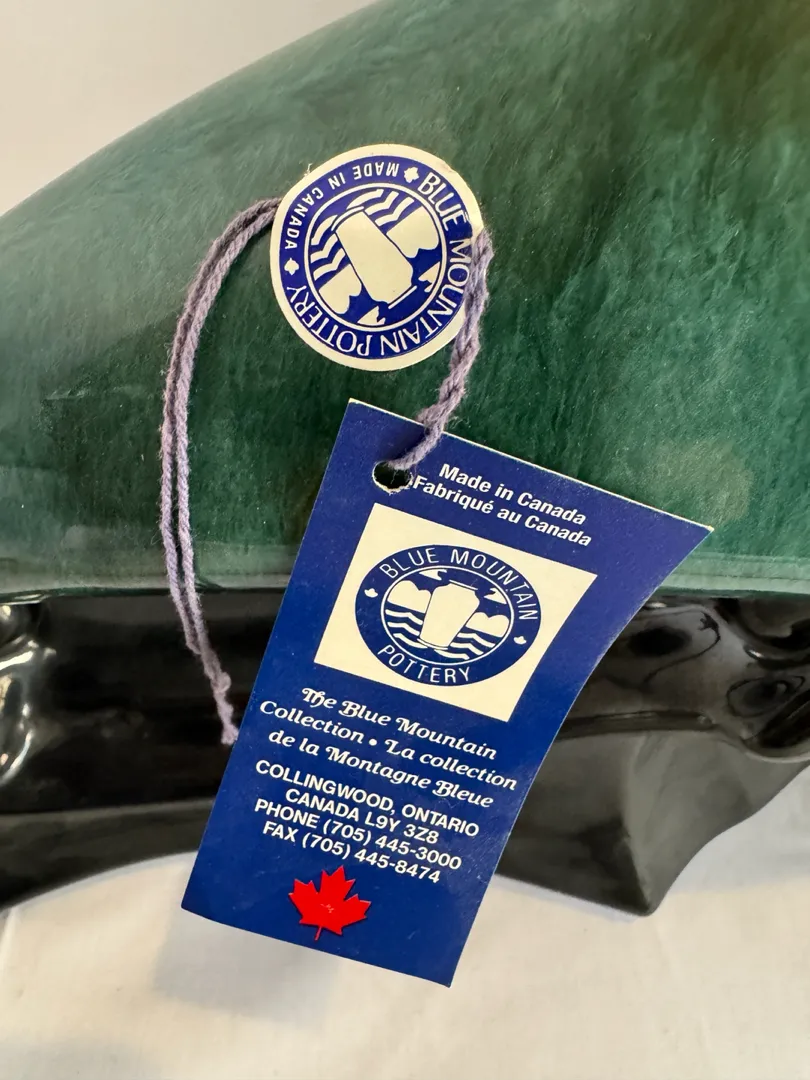 BLUE MOUNTAIN POTTERY
MADE IN CANADA
Made in Canada
Fabriqué au Canada
BLUE MOUNTAIN
POTTERY
The Blue Mountain
Collection • La collection
de la Montagne Bleue
COLLINGWOOD, ONTARIO
CANADA L9Y 3Z8
PHONE (705) 445-3000
FAX (705) 445-8474